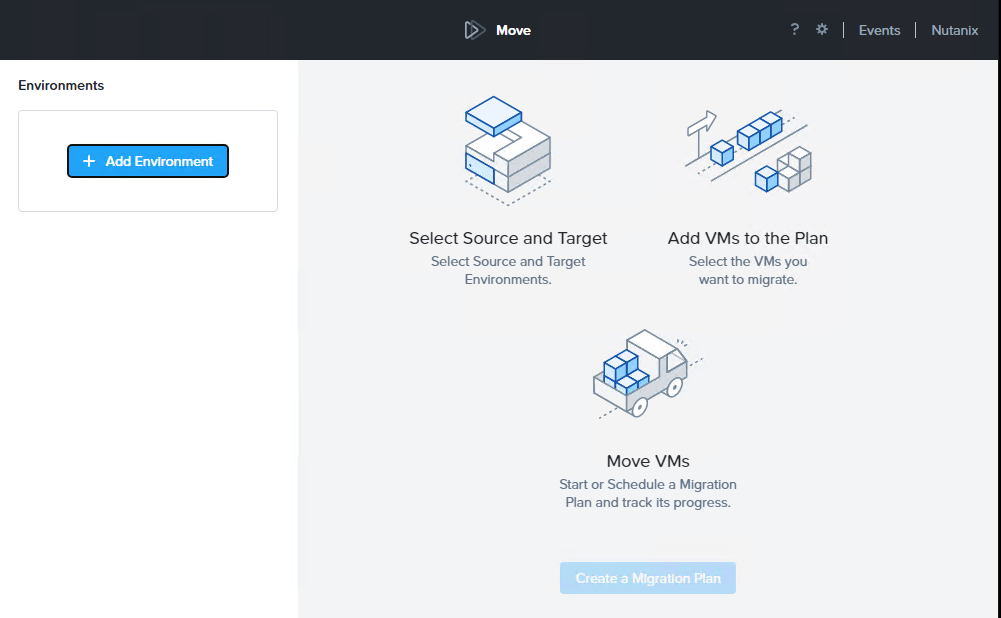 Move
?
Events
Nutanix
Environments
+ Add Environment
Select Source and Target
Select Source and Target
Environments.
Add VMs to the Plan
Select the VMs you
want to migrate.
Move VMs
Start or Schedule a Migration
Plan and track its progress.
Create a Migration Plan